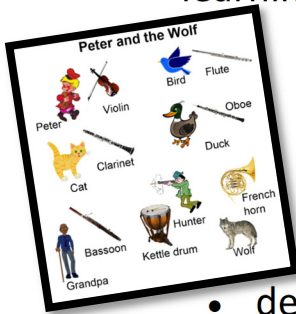 Peter and the Wolf
Peter
Violin
Bird
Flute
Cat
Clarinet
Duck
Oboe
Grandpa
Bassoon
Kettle drum
Hunter
French
horn
Wolf
• de